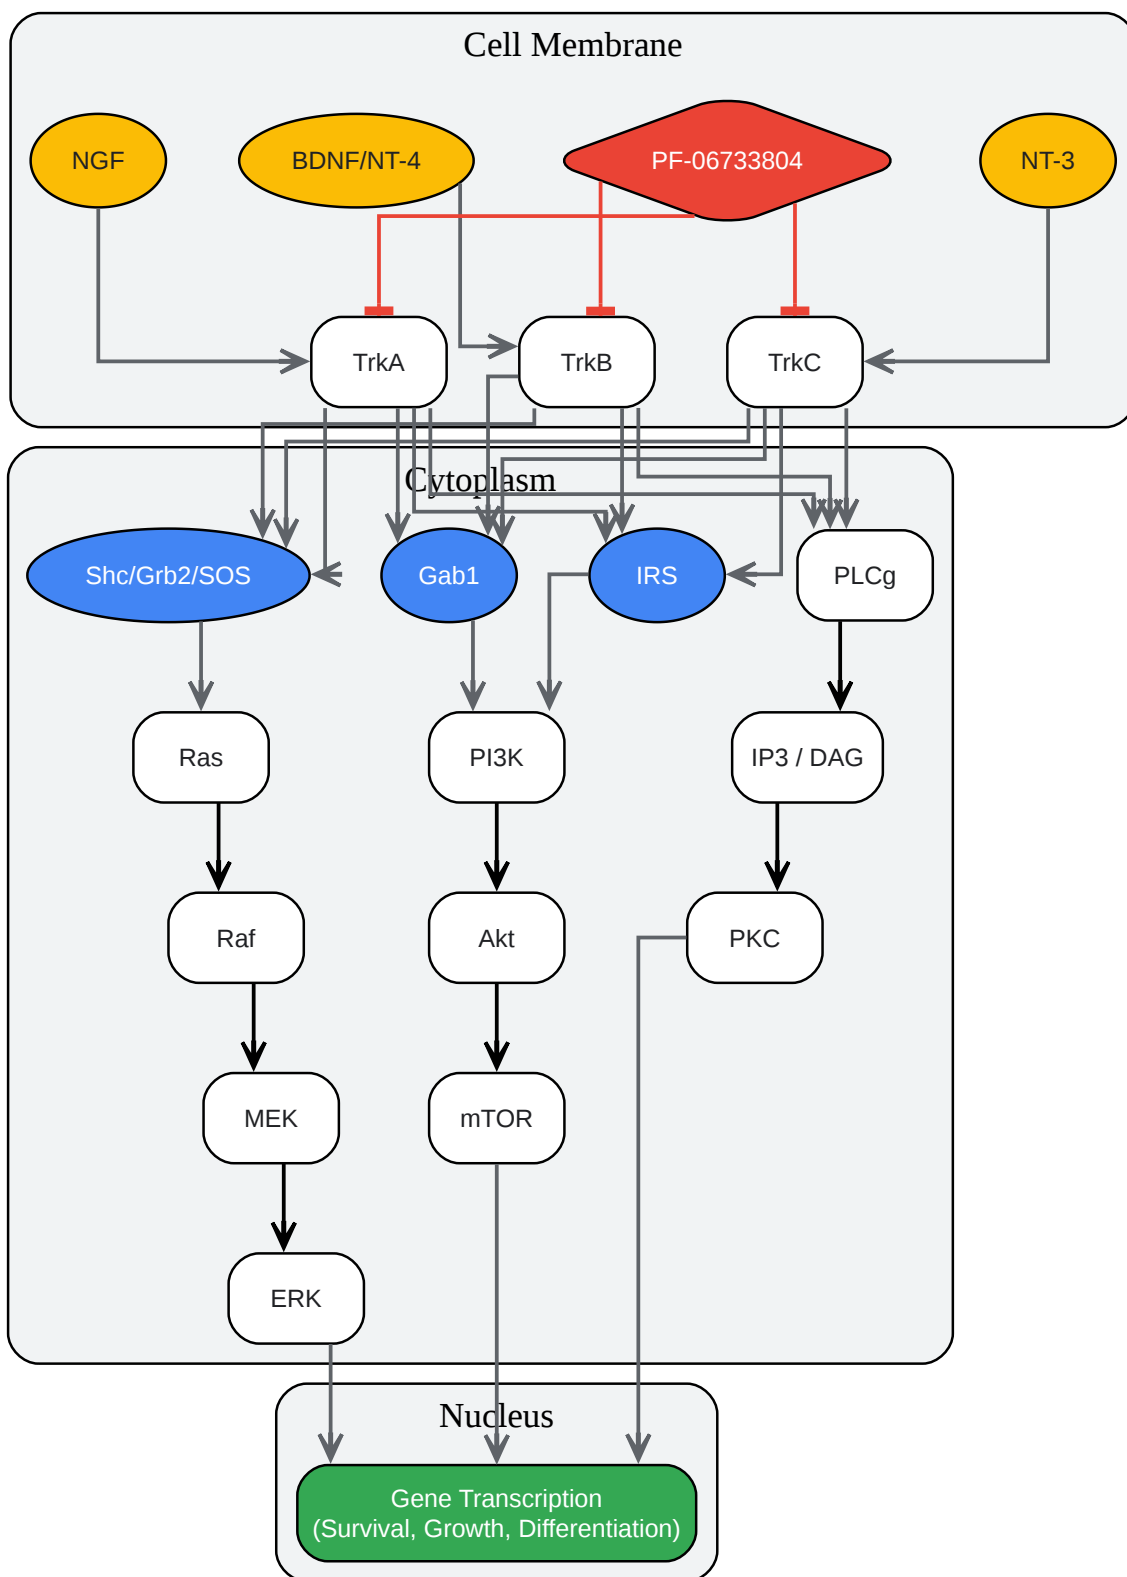 Cell Membrane
NGF
BDNF/NT-4
PF-06733804
NT-3
TrkA
TrkB
TrkC
Cytoplasm
Shc/Grb2/SOS
Gab1
IRS
PLCg
Ras
PI3K
IP3 / DAG
Raf
Akt
PKC
MEK
mTOR
ERK
Nucleus
Gene Transcription
(Survival, Growth, Differentiation)